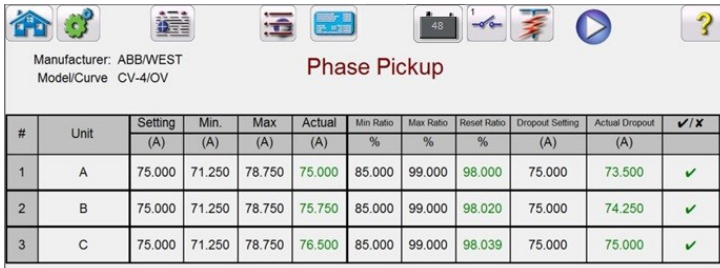 48
1
?
Manufacturer: ABB/WEST
Model/Curve CV-4/OV
Phase Pickup
# Unit Setting Min. Max Actual Min Ratio Max Ratio Reset Ratio Dropout Setting Actual Dropout ✔/✘
(A) (A) (A) (A) % % % (A) (A)
1 A 75.000 71.250 78.750 75.000 85.000 99.000 98.000 75.000 73.500 ✔
2 B 75.000 71.250 78.750 75.750 85.000 99.000 98.020 75.000 74.250 ✔
3 C 75.000 71.250 78.750 76.500 85.000 99.000 98.039 75.000 75.000 ✔